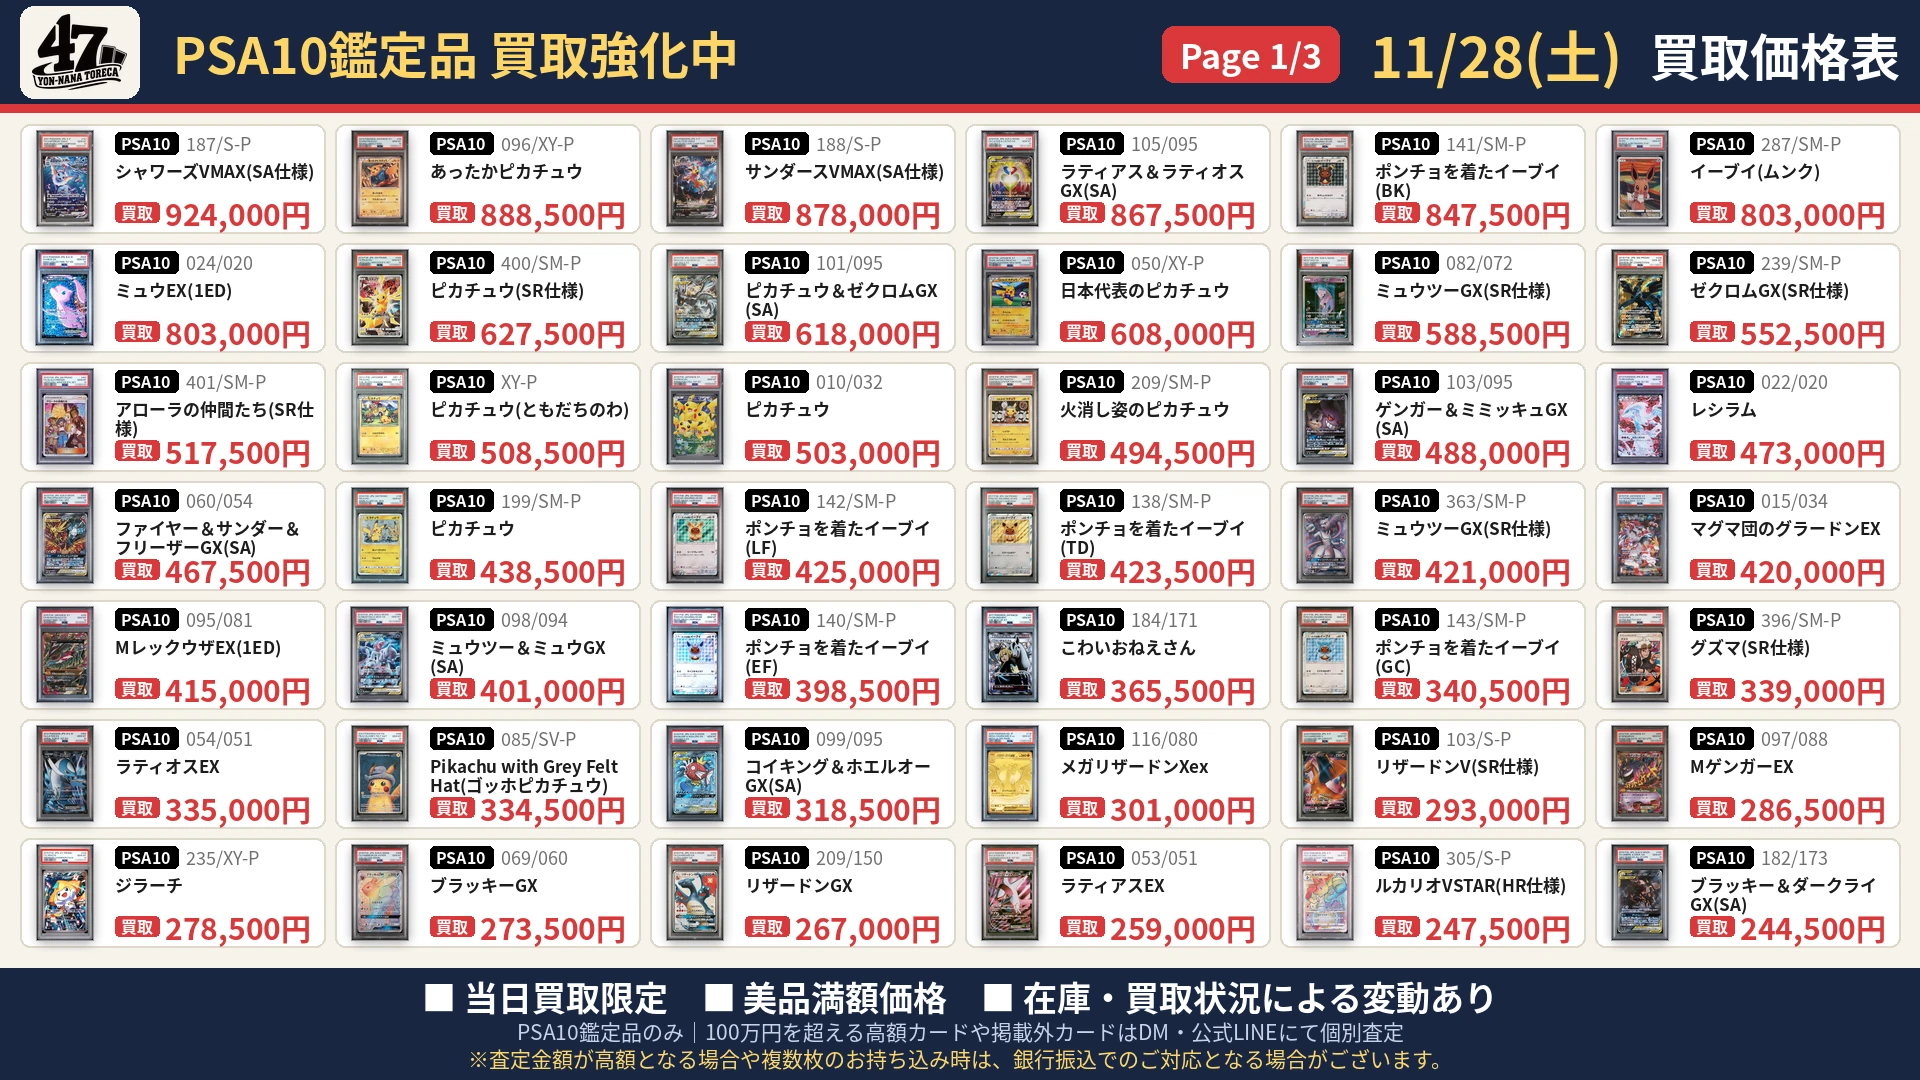 47
YON-NANA TORECA
PSA10鑑定品 買取強化中
Page 1/3
11/28(土) 買取価格表
PSA10 187/S-P
シャワーズVMAX(SA仕様)
買取 924,000円
PSA10 096/XY-P
あったかピカチュウ
買取 888,500円
PSA10 188/S-P
サンダースVMAX(SA仕様)
買取 878,000円
PSA10 105/095
ラティアス＆ラティオス
GX(SA)
買取 867,500円
PSA10 141/SM-P
ポンチョを着たイーブイ
(BK)
買取 847,500円
PSA10 287/SM-P
イーブイ(ムンク)
買取 803,000円
PSA10 024/020
ミュウEX(1ED)
買取 803,000円
PSA10 400/SM-P
ピカチュウ(SR仕様)
買取 627,500円
PSA10 101/095
ピカチュウ＆ゼクロムGX
(SA)
買取 618,000円
PSA10 050/XY-P
日本代表のピカチュウ
買取 608,000円
PSA10 082/072
ミュウツーGX(SR仕様)
買取 588,500円
PSA10 239/SM-P
ゼクロムGX(SR仕様)
買取 552,500円
PSA10 401/SM-P
アローラの仲間たち(SR仕
様)
買取 517,500円
PSA10 XY-P
ピカチュウ(ともだちのわ)
買取 508,500円
PSA10 010/032
ピカチュウ
買取 503,000円
PSA10 209/SM-P
火消し姿のピカチュウ
買取 494,500円
PSA10 103/095
ゲンガー＆ミミッキュGX
(SA)
買取 488,000円
PSA10 022/020
レシラム
買取 473,000円
PSA10 060/054
ファイヤー＆サンダー＆
フリーザーGX(SA)
買取 467,500円
PSA10 199/SM-P
ピカチュウ
買取 438,500円
PSA10 142/SM-P
ポンチョを着たイーブイ
(LF)
買取 425,000円
PSA10 138/SM-P
ポンチョを着たイーブイ
(TD)
買取 423,500円
PSA10 363/SM-P
ミュウツーGX(SR仕様)
買取 421,000円
PSA10 015/034
マグマ団のグラードンEX
買取 420,000円
PSA10 095/081
MレックウザEX(1ED)
買取 415,000円
PSA10 098/094
ミュウツー＆ミュウGX
(SA)
買取 401,000円
PSA10 140/SM-P
ポンチョを着たイーブイ
(EF)
買取 398,500円
PSA10 184/171
こわいおねえさん
買取 365,500円
PSA10 143/SM-P
ポンチョを着たイーブイ
(GC)
買取 340,500円
PSA10 396/SM-P
グズマ(SR仕様)
買取 339,000円
PSA10 054/051
ラティオスEX
買取 335,000円
PSA10 085/SV-P
Pikachu with Grey Felt
Hat(ゴッホピカチュウ)
買取 334,500円
PSA10 099/095
コイキング＆ホエルオー
GX(SA)
買取 318,500円
PSA10 116/080
メガリザードンXex
買取 301,000円
PSA10 103/S-P
リザードンV(SR仕様)
買取 293,000円
PSA10 097/088
MゲンガーEX
買取 286,500円
PSA10 235/XY-P
ジラーチ
買取 278,500円
PSA10 069/060
ブラッキーGX
買取 273,500円
PSA10 209/150
リザードンGX
買取 267,000円
PSA10 053/051
ラティアスEX
買取 259,000円
PSA10 305/S-P
ルカリオVSTAR(HR仕様)
買取 247,500円
PSA10 182/173
ブラッキー＆ダークライ
GX(SA)
買取 244,500円
■ 当日買取限定 ■ 美品満額価格 ■ 在庫・買取状況による変動あり
PSA10鑑定品のみ｜100万円を超える高額カードや掲載外カードはDM・公式LINEにて個別査定
※査定金額が高額となる場合や複数枚のお持ち込み時は、銀行振込でのご対応となる場合がございます。